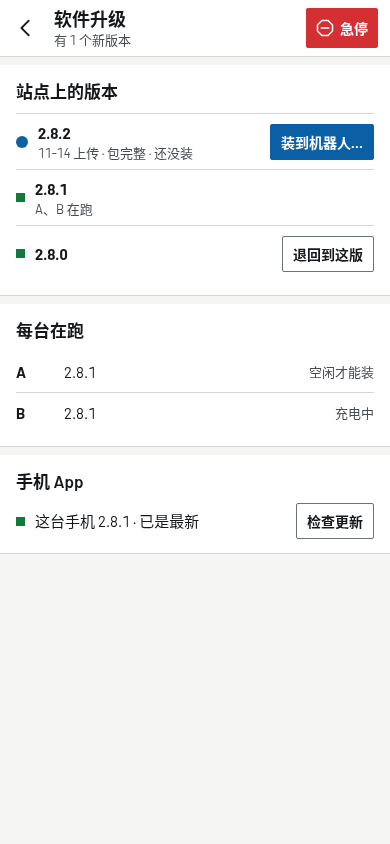 软件升级
有 1 个新版本
急停
站点上的版本
2.8.2
11-14 上传 · 包完整 · 还没装
装到机器人…
2.8.1
A、B 在跑
2.8.0
退回到这版
每台在跑
A 2.8.1 空闲才能装
B 2.8.1 充电中
手机 App
这台手机 2.8.1 · 已是最新
检查更新